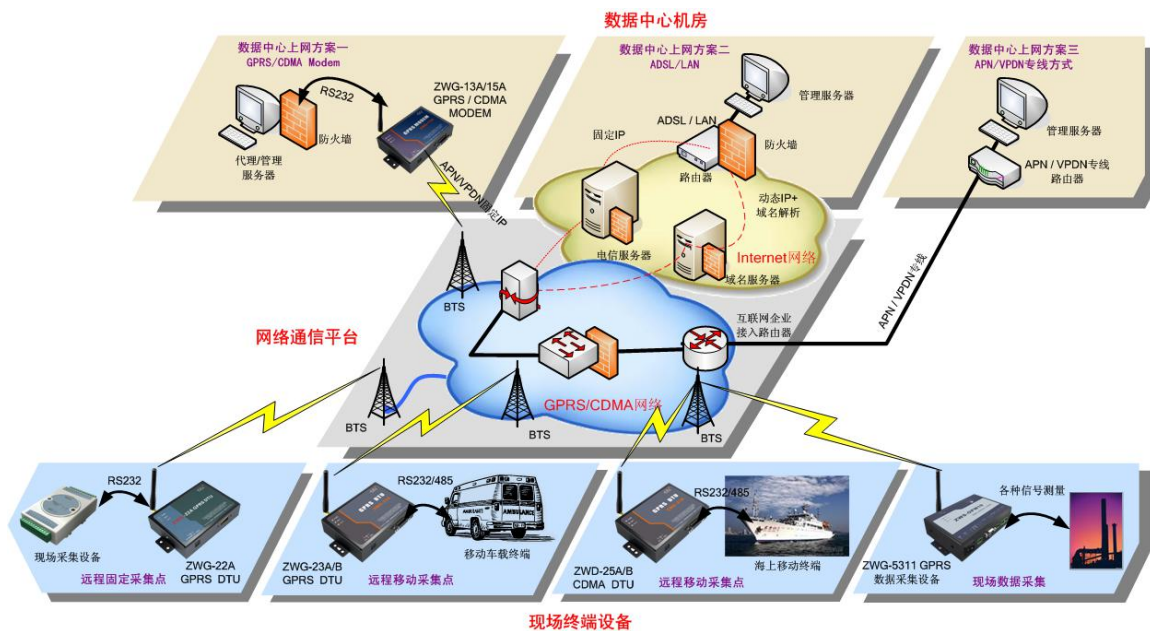 数据中心机房
数据中心上网方案一
GPRS/CDMA Modem
RS232
ZWG-13A/15A
GPRS / CDMA
MODEM
防火墙
代理/管理
服务器
APN/VPDN固定IP
数据中心上网方案二
ADSL/LAN
管理服务器
ADSL / LAN
固定IP
防火墙
路由器
动态IP+
域名解析
电信服务器
Internet网络
域名服务器
数据中心上网方案三
APN/VPDN专线方式
管理服务器
APN / VPDN专线
路由器
APN / VPDN专线
网络通信平台
BTS
互联网企业
接入路由器
GPRS/CDMA网络
BTS
BTS
BTS
RS232
现场采集设备
ZWG-22A
GPRS DTU
远程固定采集点
RS232/485
GPRS DTU
AMBULANCE
移动车载终端
ZWG-23A/B
GPRS DTU
远程移动采集点
RS232/485
GPRS DTU
海上移动终端
ZWD-25A/B
CDMA DTU
远程移动采集点
各种信号测量
ZWG-5311 GPRS
数据采集设备
现场数据采集
现场终端设备